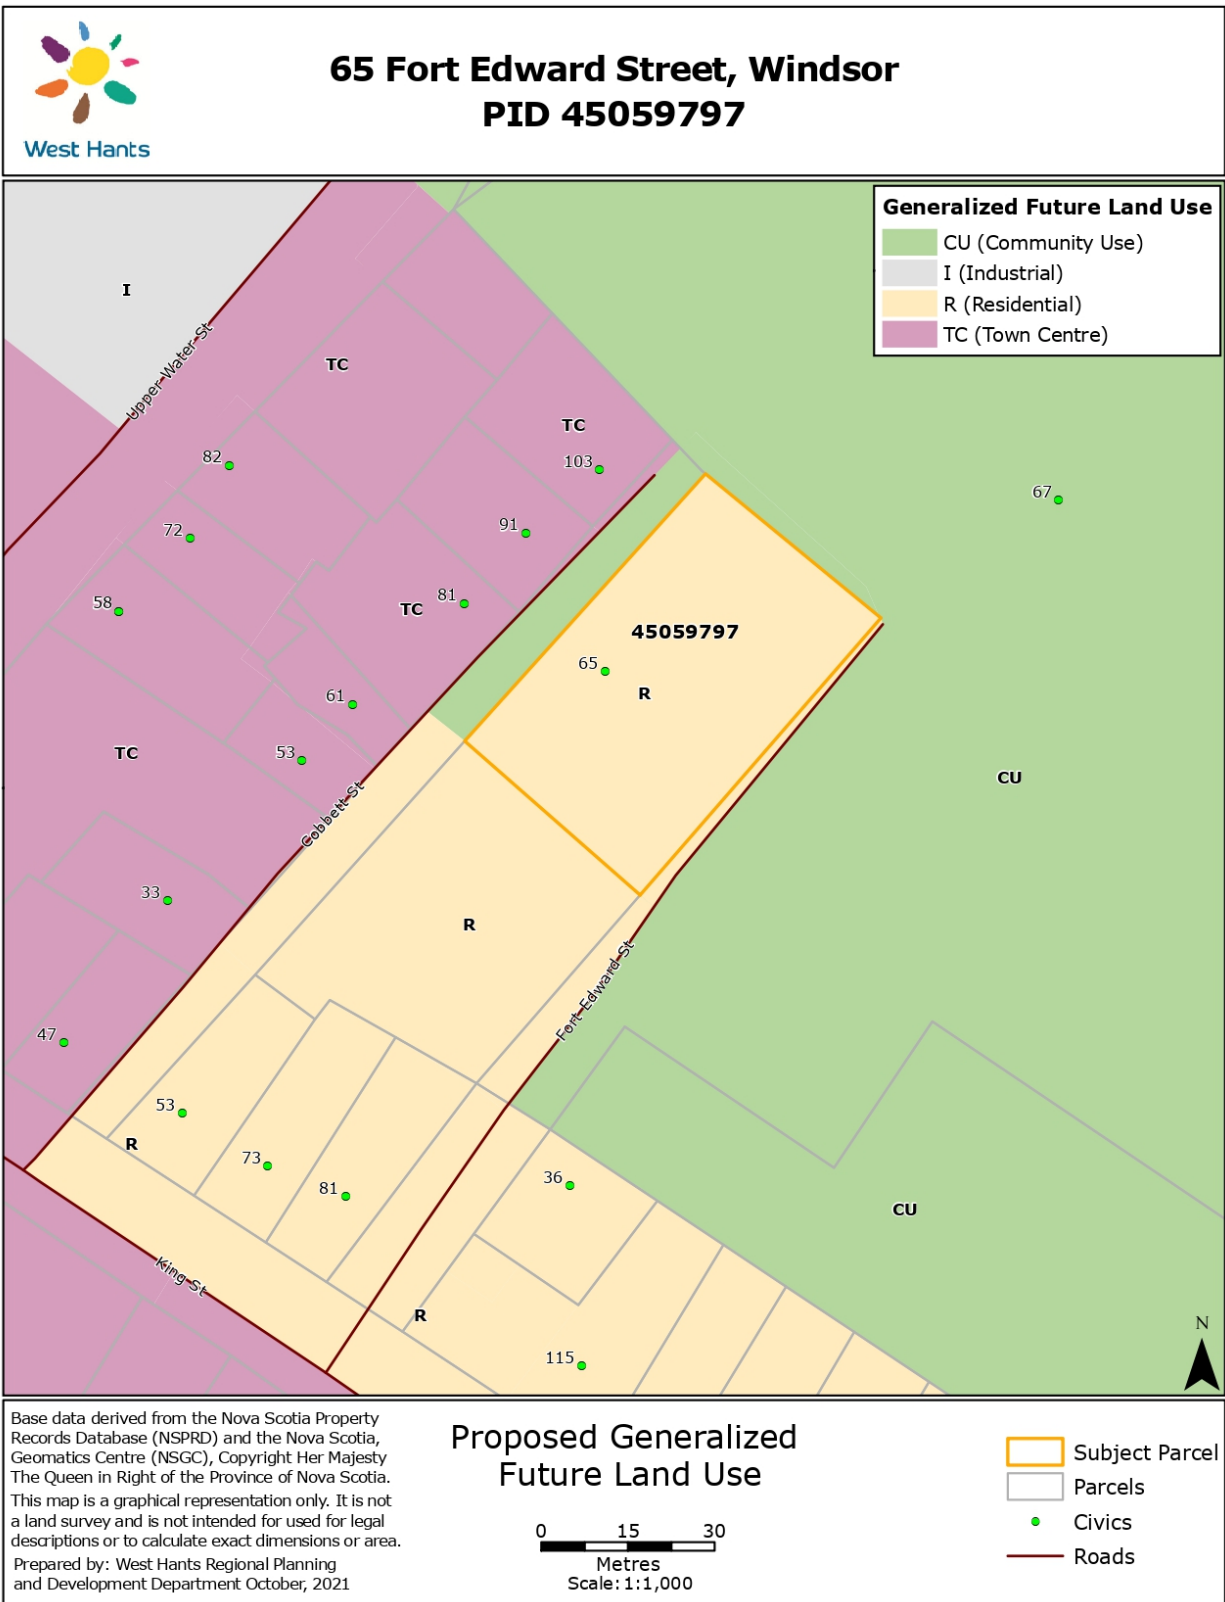 65 Fort Edward Street, Windsor
PID 45059797
West Hants
Generalized Future Land Use
CU (Community Use)
I (Industrial)
R (Residential)
TC (Town Centre)
I
Upper Water St
TC
TC
103
82
67
91
72
81
TC
58
45059797
65
R
61
TC
53
CU
Cobbett St
33
R
Fort Edward St
47
53
R
73
81
36
CU
King St
R
115
N
Base data derived from the Nova Scotia Property
Records Database (NSPRD) and the Nova Scotia,
Geomatics Centre (NSGC), Copyright Her Majesty
The Queen in Right of the Province of Nova Scotia.
This map is a graphical representation only. It is not
a land survey and is not intended for used for legal
descriptions or to calculate exact dimensions or area.
Prepared by: West Hants Regional Planning
and Development Department October, 2021
Proposed Generalized
Future Land Use
0 15 30
Metres
Scale: 1:1,000
Subject Parcel
Parcels
Civics
Roads